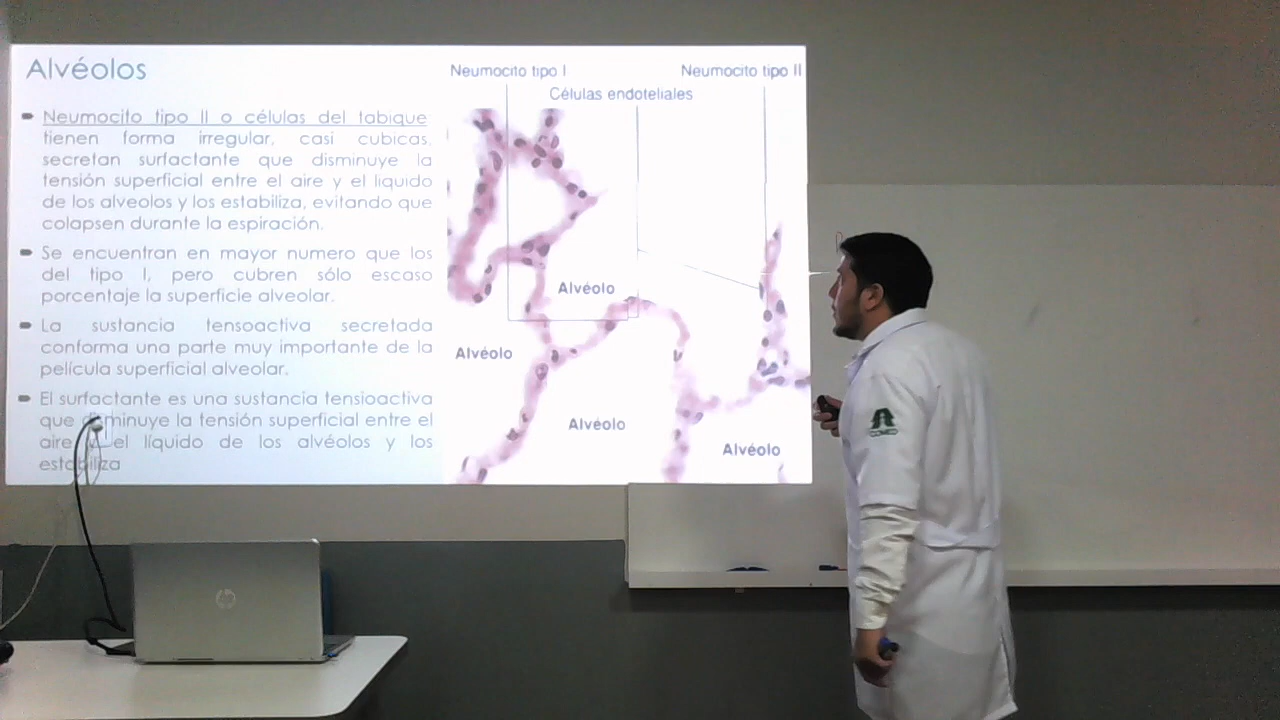 Alvéolos
Neumocito tipo II o células del tabique
tienen forma irregular, casi cubicas,
secretan surfactante que disminuye la
tensión superficial entre el aire y el liquido
de los alveolos y los estabiliza, evitando que
colapsen durante la espiración.
Se encuentran en mayor numero que los
del tipo I, pero cubren sólo escaso
porcentaje la superficie alveolar.
La sustancia tensoactiva secretada
conforma una parte muy importante de la
película superficial alveolar.
El surfactante es una sustancia tensioactiva
que disminuye la tensión superficial entre el
aire y el líquido de los alvéolos y los
estabiliza
Neumocito tipo I
Neumocito tipo II
Células endoteliales
Alvéolo
Alvéolo
Alvéolo
Alvéolo
hp